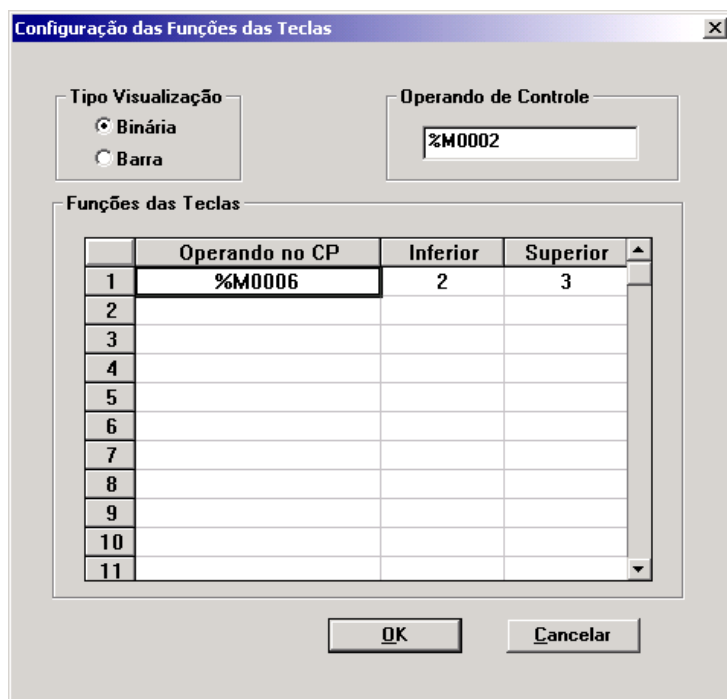 Configuração das Funções das Teclas
Tipo Visualização
Binária
Barra
Operando de Controle
%M0002
Funções das Teclas
Operando no CP Inferior Superior
1 %M0006 2 3
2
3
4
5
6
7
8
9
10
11
OK Cancelar